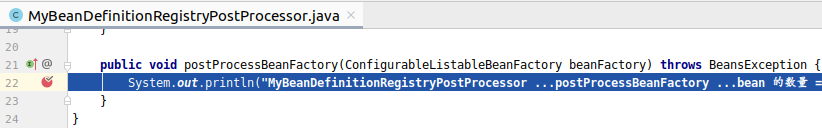 MyBeanDefinitionRegistryPostProcessor.java
19 }
20
21 @ public void postProcessBeanFactory(ConfigurableListableBeanFactory beanFactory) throws BeansException {
22 System.out.println("MyBeanDefinitionRegistryPostProcessor ...postProcessBeanFactory ...bean 的数量 =
23 }
24 }